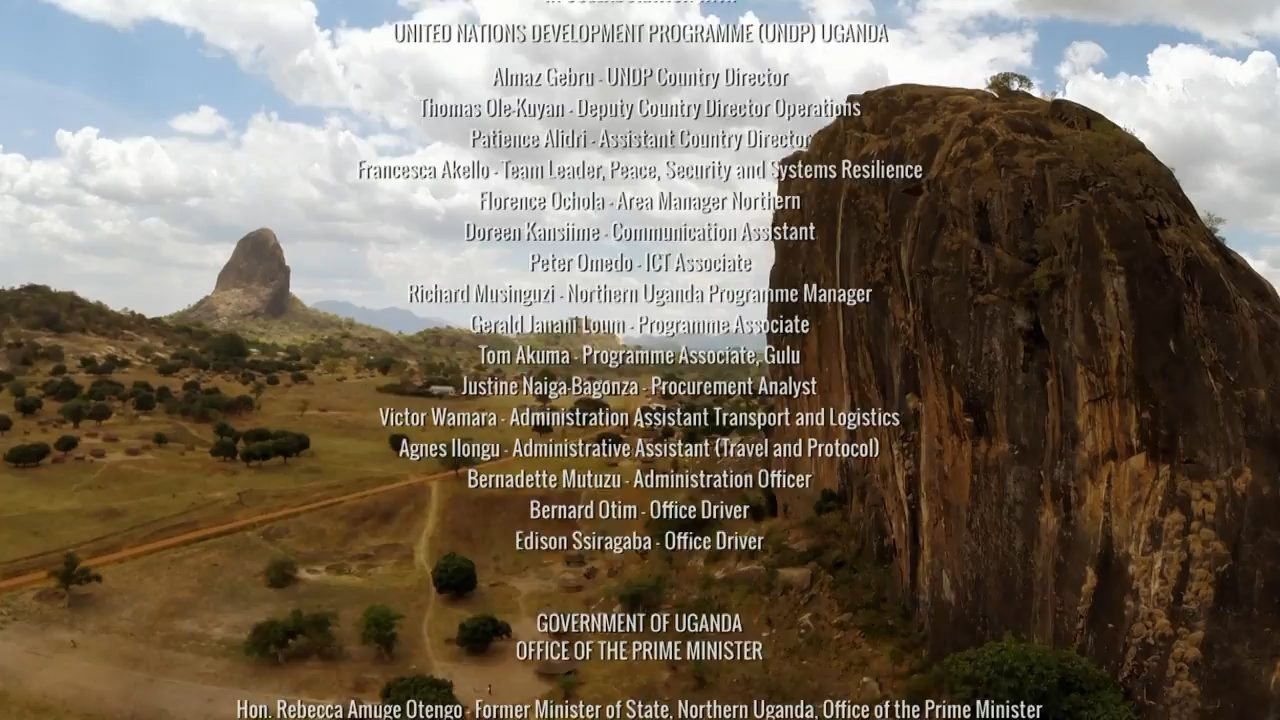 UNITED NATIONS DEVELOPMENT PROGRAMME (UNDP) UGANDA
Almaz Gebru - UNDP Country Director
Thomas Ole-Kuyan - Deputy Country Director Operations
Patience Alidri - Assistant Country Director
Francesca Akello - Team Leader, Peace, Security and Systems Resilience
Florence Ochola - Area Manager Northern
Doreen Kansiime - Communication Assistant
Peter Omedo - ICT Associate
Richard Musinguzi - Northern Uganda Programme Manager
Gerald Janani Loum - Programme Associate
Tom Akuma - Programme Associate, Gulu
Justine Naiga-Bagonza - Procurement Analyst
Victor Wamara - Administration Assistant Transport and Logistics
Agnes Ilongu - Administrative Assistant (Travel and Protocol)
Bernadette Mutuzu - Administration Officer
Bernard Otim - Office Driver
Edison Ssiragaba - Office Driver
GOVERNMENT OF UGANDA
OFFICE OF THE PRIME MINISTER
Hon. Rebecca Amuge Otengo - Former Minister of State, Northern Uganda, Office of the Prime Minister